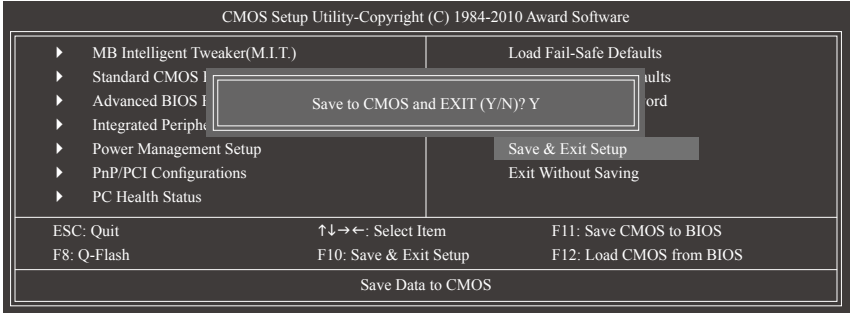 CMOS Setup Utility-Copyright (C) 1984-2010 Award Software
MB Intelligent Tweaker(M.I.T.)
Standard CMOS
Advanced BIOS
Integrated
Power Management Setup
PnP/PCI Configurations
PC Health Status
Load Fail-Safe Defaults
Save & Exit Setup
Exit Without Saving
Save to CMOS and EXIT (Y/N)? Y
ESC: Quit ↑↓→←: Select Item F11: Save CMOS to BIOS
F8: Q-Flash F10: Save & Exit Setup F12: Load CMOS from BIOS
Save Data to CMOS